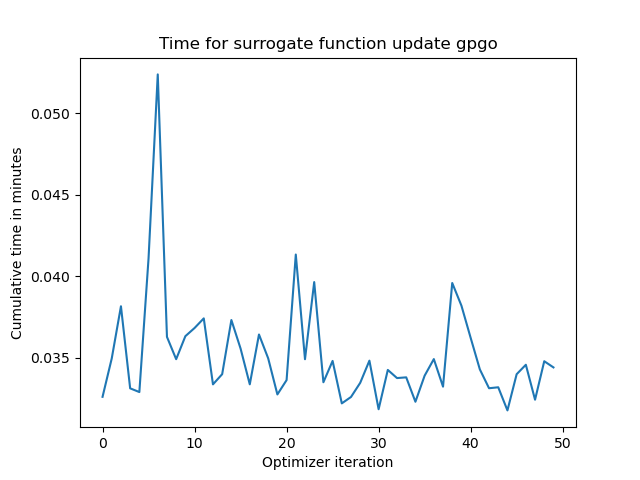 Time for surrogate function update gpgo
Cumulative time in minutes
0.050
0.045
0.040
0.035
0 10 20 30 40 50
Optimizer iteration